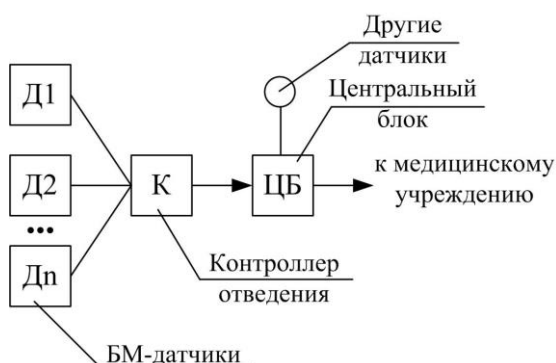 Другие
датчики
Д1
Центральный
блок
Д2
К
ЦБ
к медицинскому
учреждению
...
Дn
Контроллер
отведения
БМ-датчики